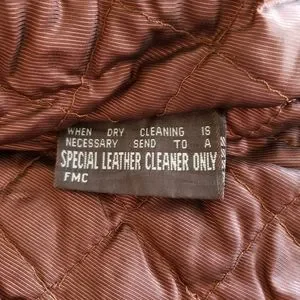 WHEN DRY CLEANING IS
NECESSARY SEND TO A
SPECIAL LEATHER CLEANER ONLY
FMC